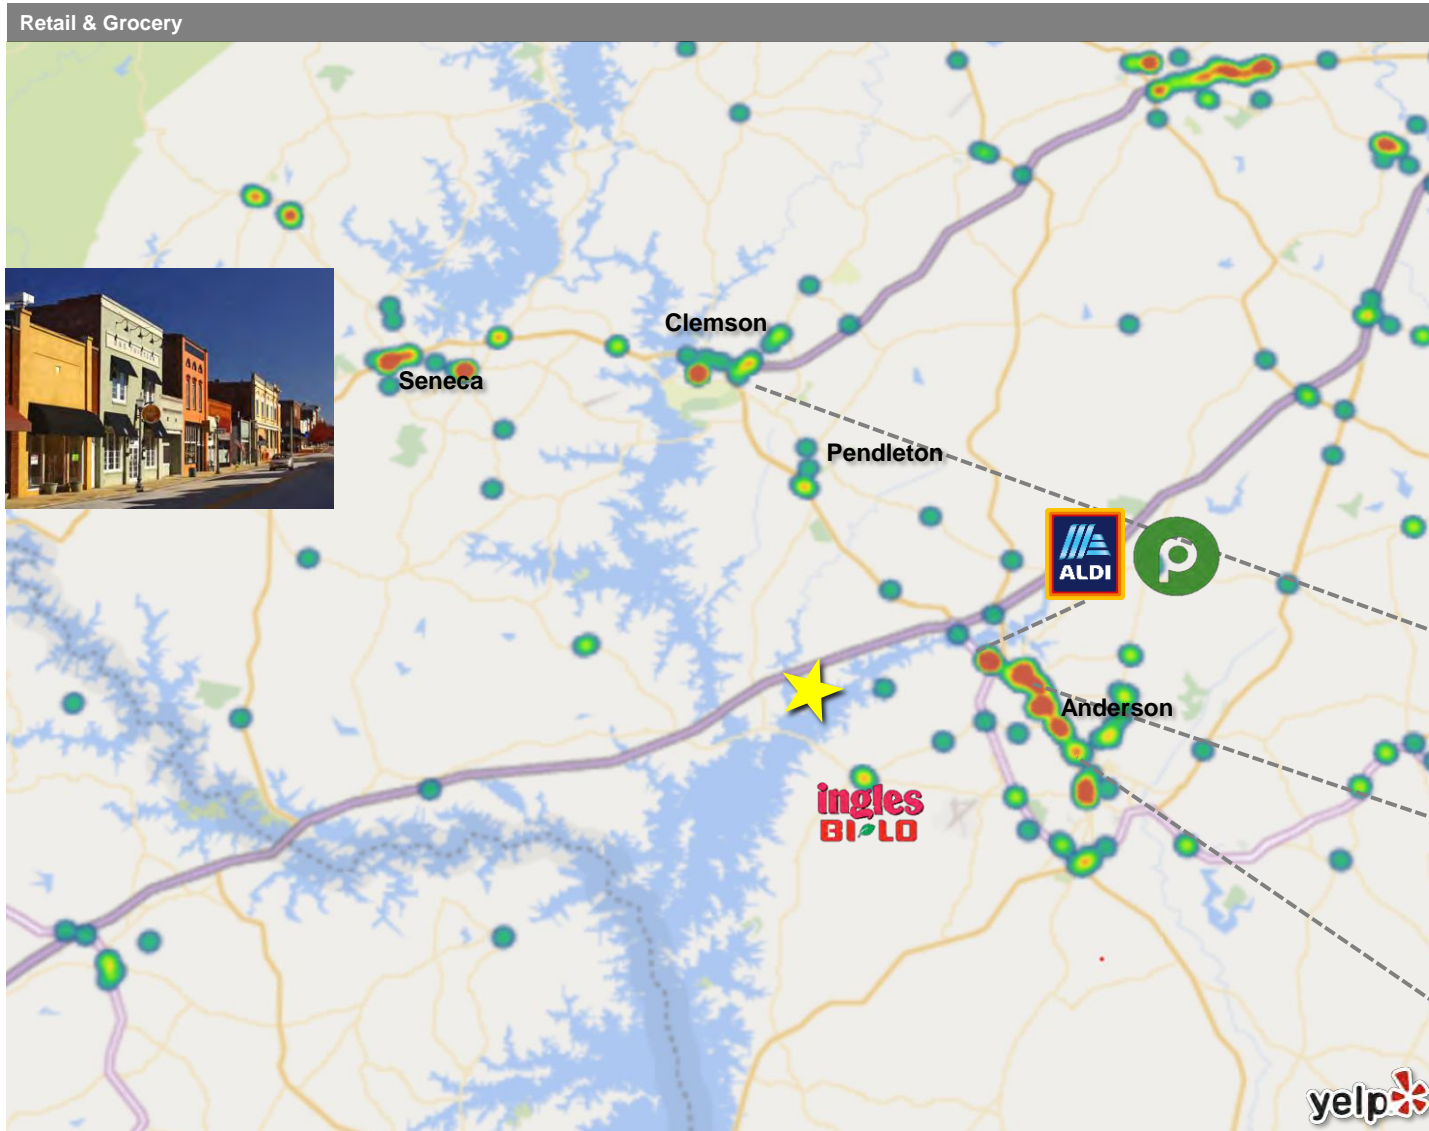 Retail & Grocery
Clemson
Seneca
Pendleton
ALDI
P
Anderson
ingles
BI-LO
yelp